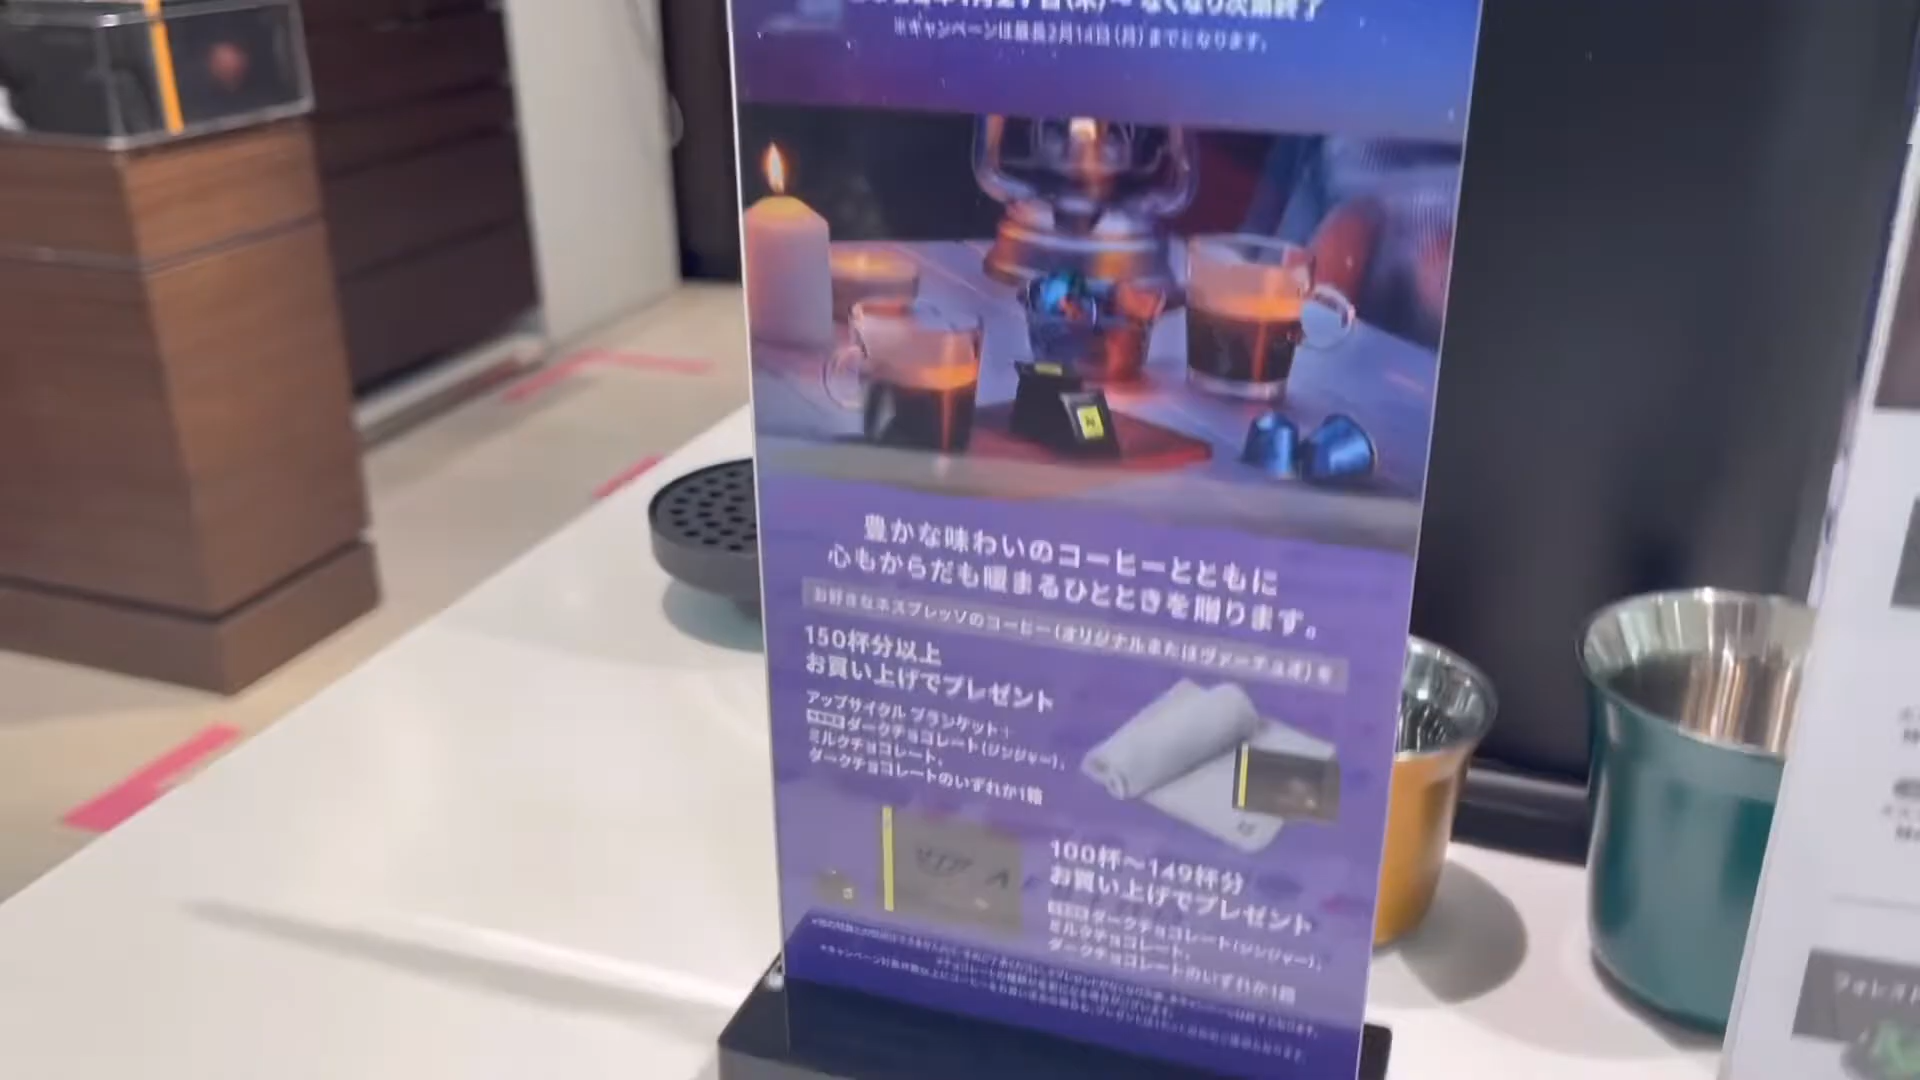 ※キャンペーンは最長2月14日(月)までとなります。
豊かな味わいのコーヒーとともに
心もからだも暖まるひとときを贈ります。
お好きなネスプレッソのコーヒー(オリジナルまたはヴァーチュオ)を
150杯分以上
お買い上げでプレゼント
アップサイクル ブランケット+
ダークチョコレート(ジンジャー)、
ミルクチョコレート、
ダークチョコレートのいずれか1箱
100杯〜149杯分
お買い上げでプレゼント
ダークチョコレート(ジンジャー)、
ミルクチョコレート、
ダークチョコレートのいずれか1箱
フォレスト